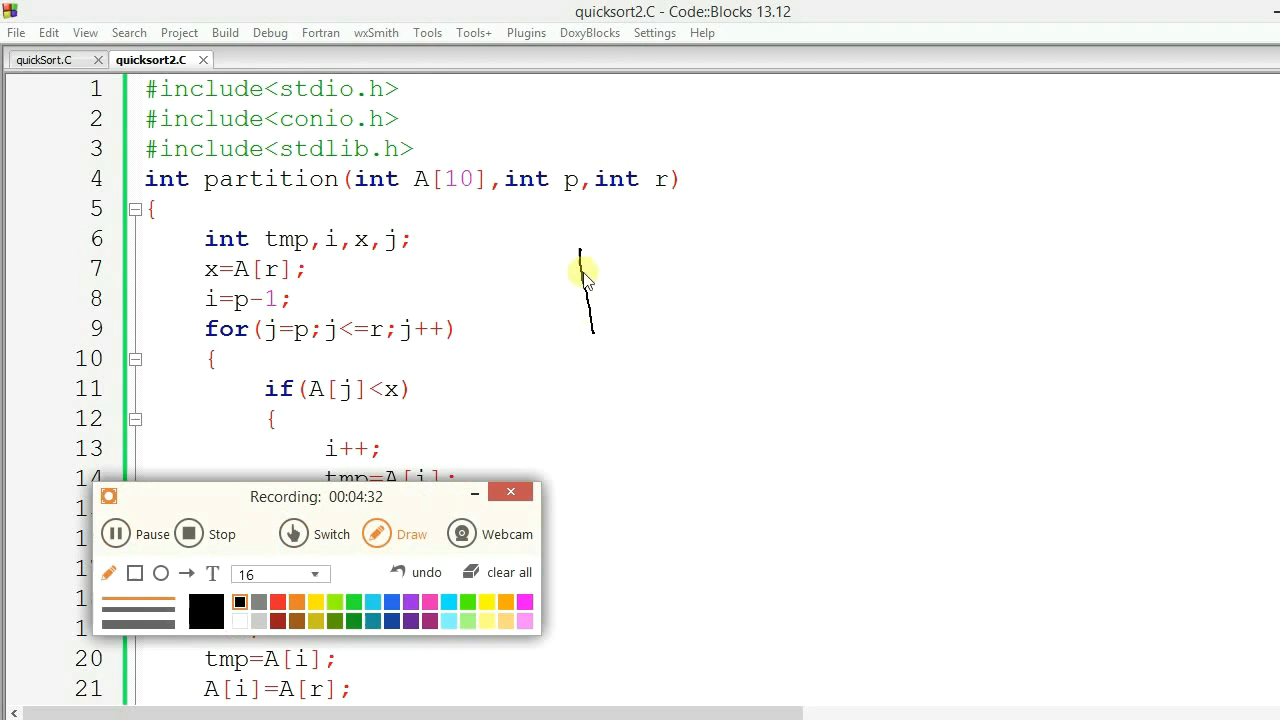 quicksort2.C - Code::Blocks 13.12
File Edit View Search Project Build Debug Fortran wxSmith Tools Tools+ Plugins DoxyBlocks Settings Help
quickSort.C quicksort2.C
1 #include<stdio.h>
2 #include<conio.h>
3 #include<stdlib.h>
4 int partition(int A[10],int p,int r)
5 {
6 int tmp,i,x,j;
7 x=A[r];
8 i=p-1;
9 for(j=p;j<=r;j++)
10 {
11 if(A[j]<x)
12 {
13 i++;
14 tmp=A[i];
Recording: 00:04:32
Pause Stop Switch Draw Webcam
T 16 undo clear all
20 tmp=A[i];
21 A[i]=A[r];